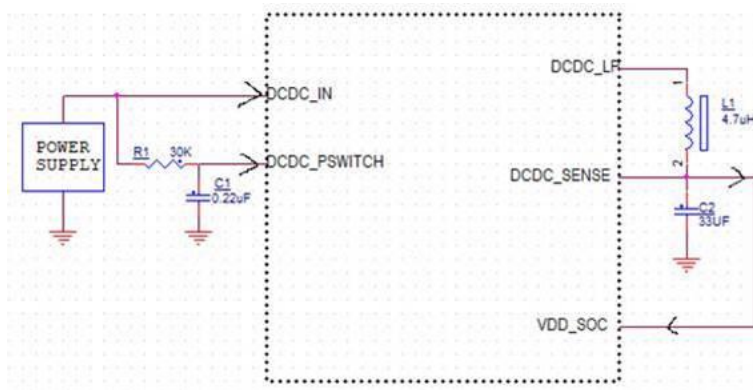 DCDC_LP
DCDC_IN
L1
4.7uH
1
POWER
SUPPLY
R1 30K
DCDC_PSWITCH
2
DCDC_SENSE
C1
0.22uF
C2
33UF
VDD_SOC